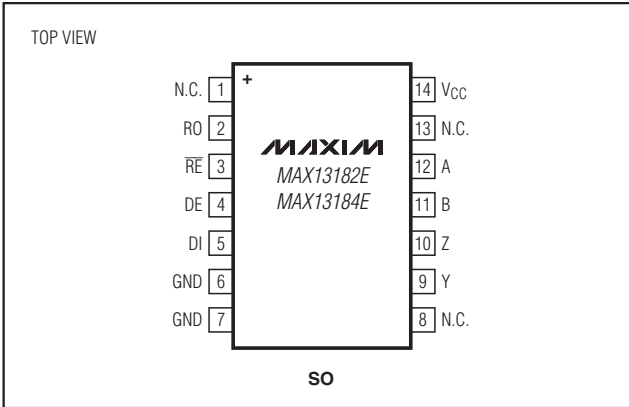 TOP VIEW
+
N.C. 1
RO 2
R̅E̅ 3
DE 4
DI 5
GND 6
GND 7
MAXIM
MAX13182E
MAX13184E
14 VCC
13 N.C.
12 A
11 B
10 Z
9 Y
8 N.C.
SO